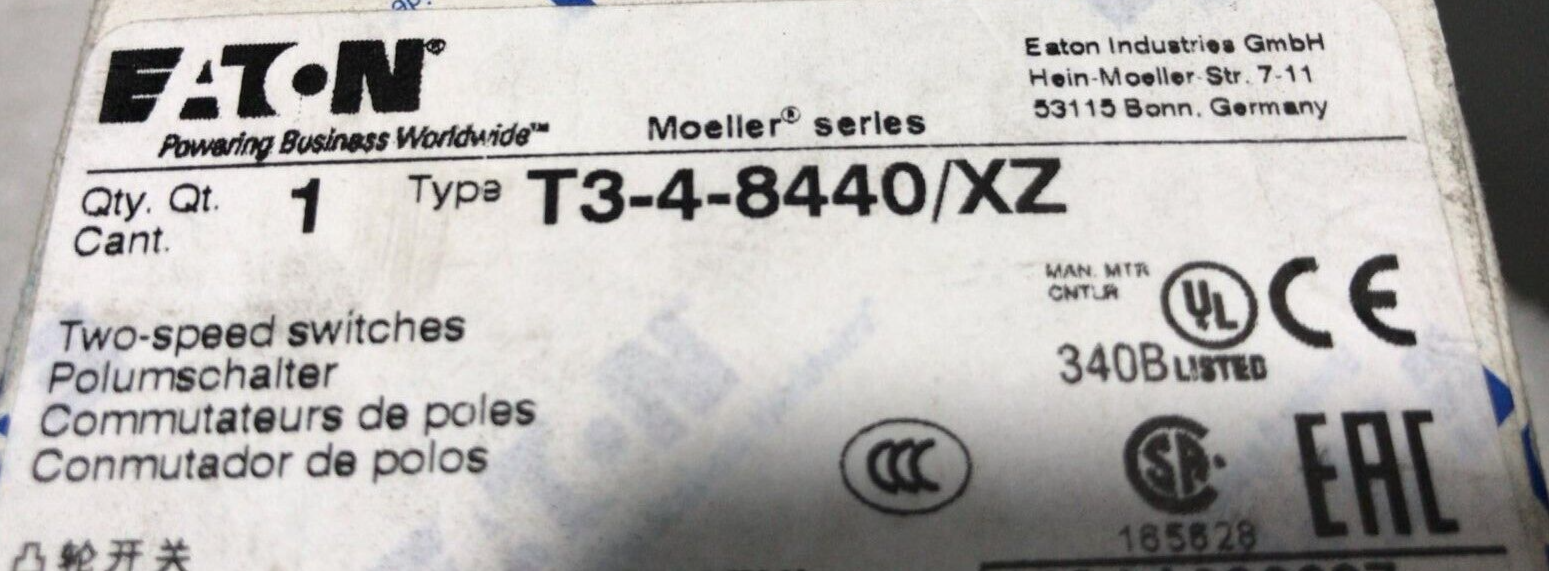 EATON®
Powering Business Worldwide™
Moeller® series
Eaton Industries GmbH
Hein-Moeller-Str. 7-11
53115 Bonn. Germany
Qty. Qt. 1 Type T3-4-8440/XZ
Cant.
MAN. MTR
CNTLR
UL CE
340B LISTED
Two-speed switches
Polumschalter
Commutateurs de poles
Conmutador de polos
CCC SA EAC
165628
凸轮开关